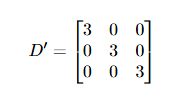 D′ = [3 0 0
0 3 0
0 0 3]